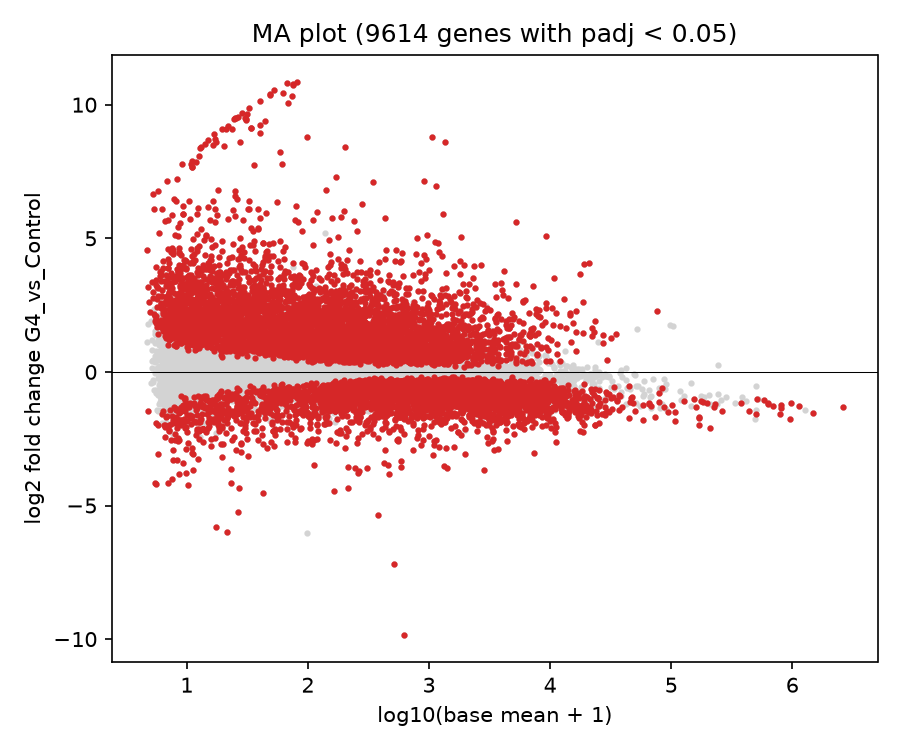 MA plot (9614 genes with padj < 0.05)
log2 fold change G4_vs_Control
10
5
0
−5
−10
1 2 3 4 5 6
log10(base mean + 1)